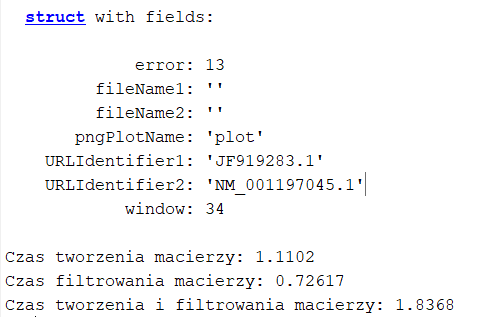 struct with fields:
error: 13
fileName1: ''
fileName2: ''
pngPlotName: 'plot'
URLIdentifier1: 'JF919283.1'
URLIdentifier2: 'NM_001197045.1'
window: 34
Czas tworzenia macierzy: 1.1102
Czas filtrowania macierzy: 0.72617
Czas tworzenia i filtrowania macierzy: 1.8368